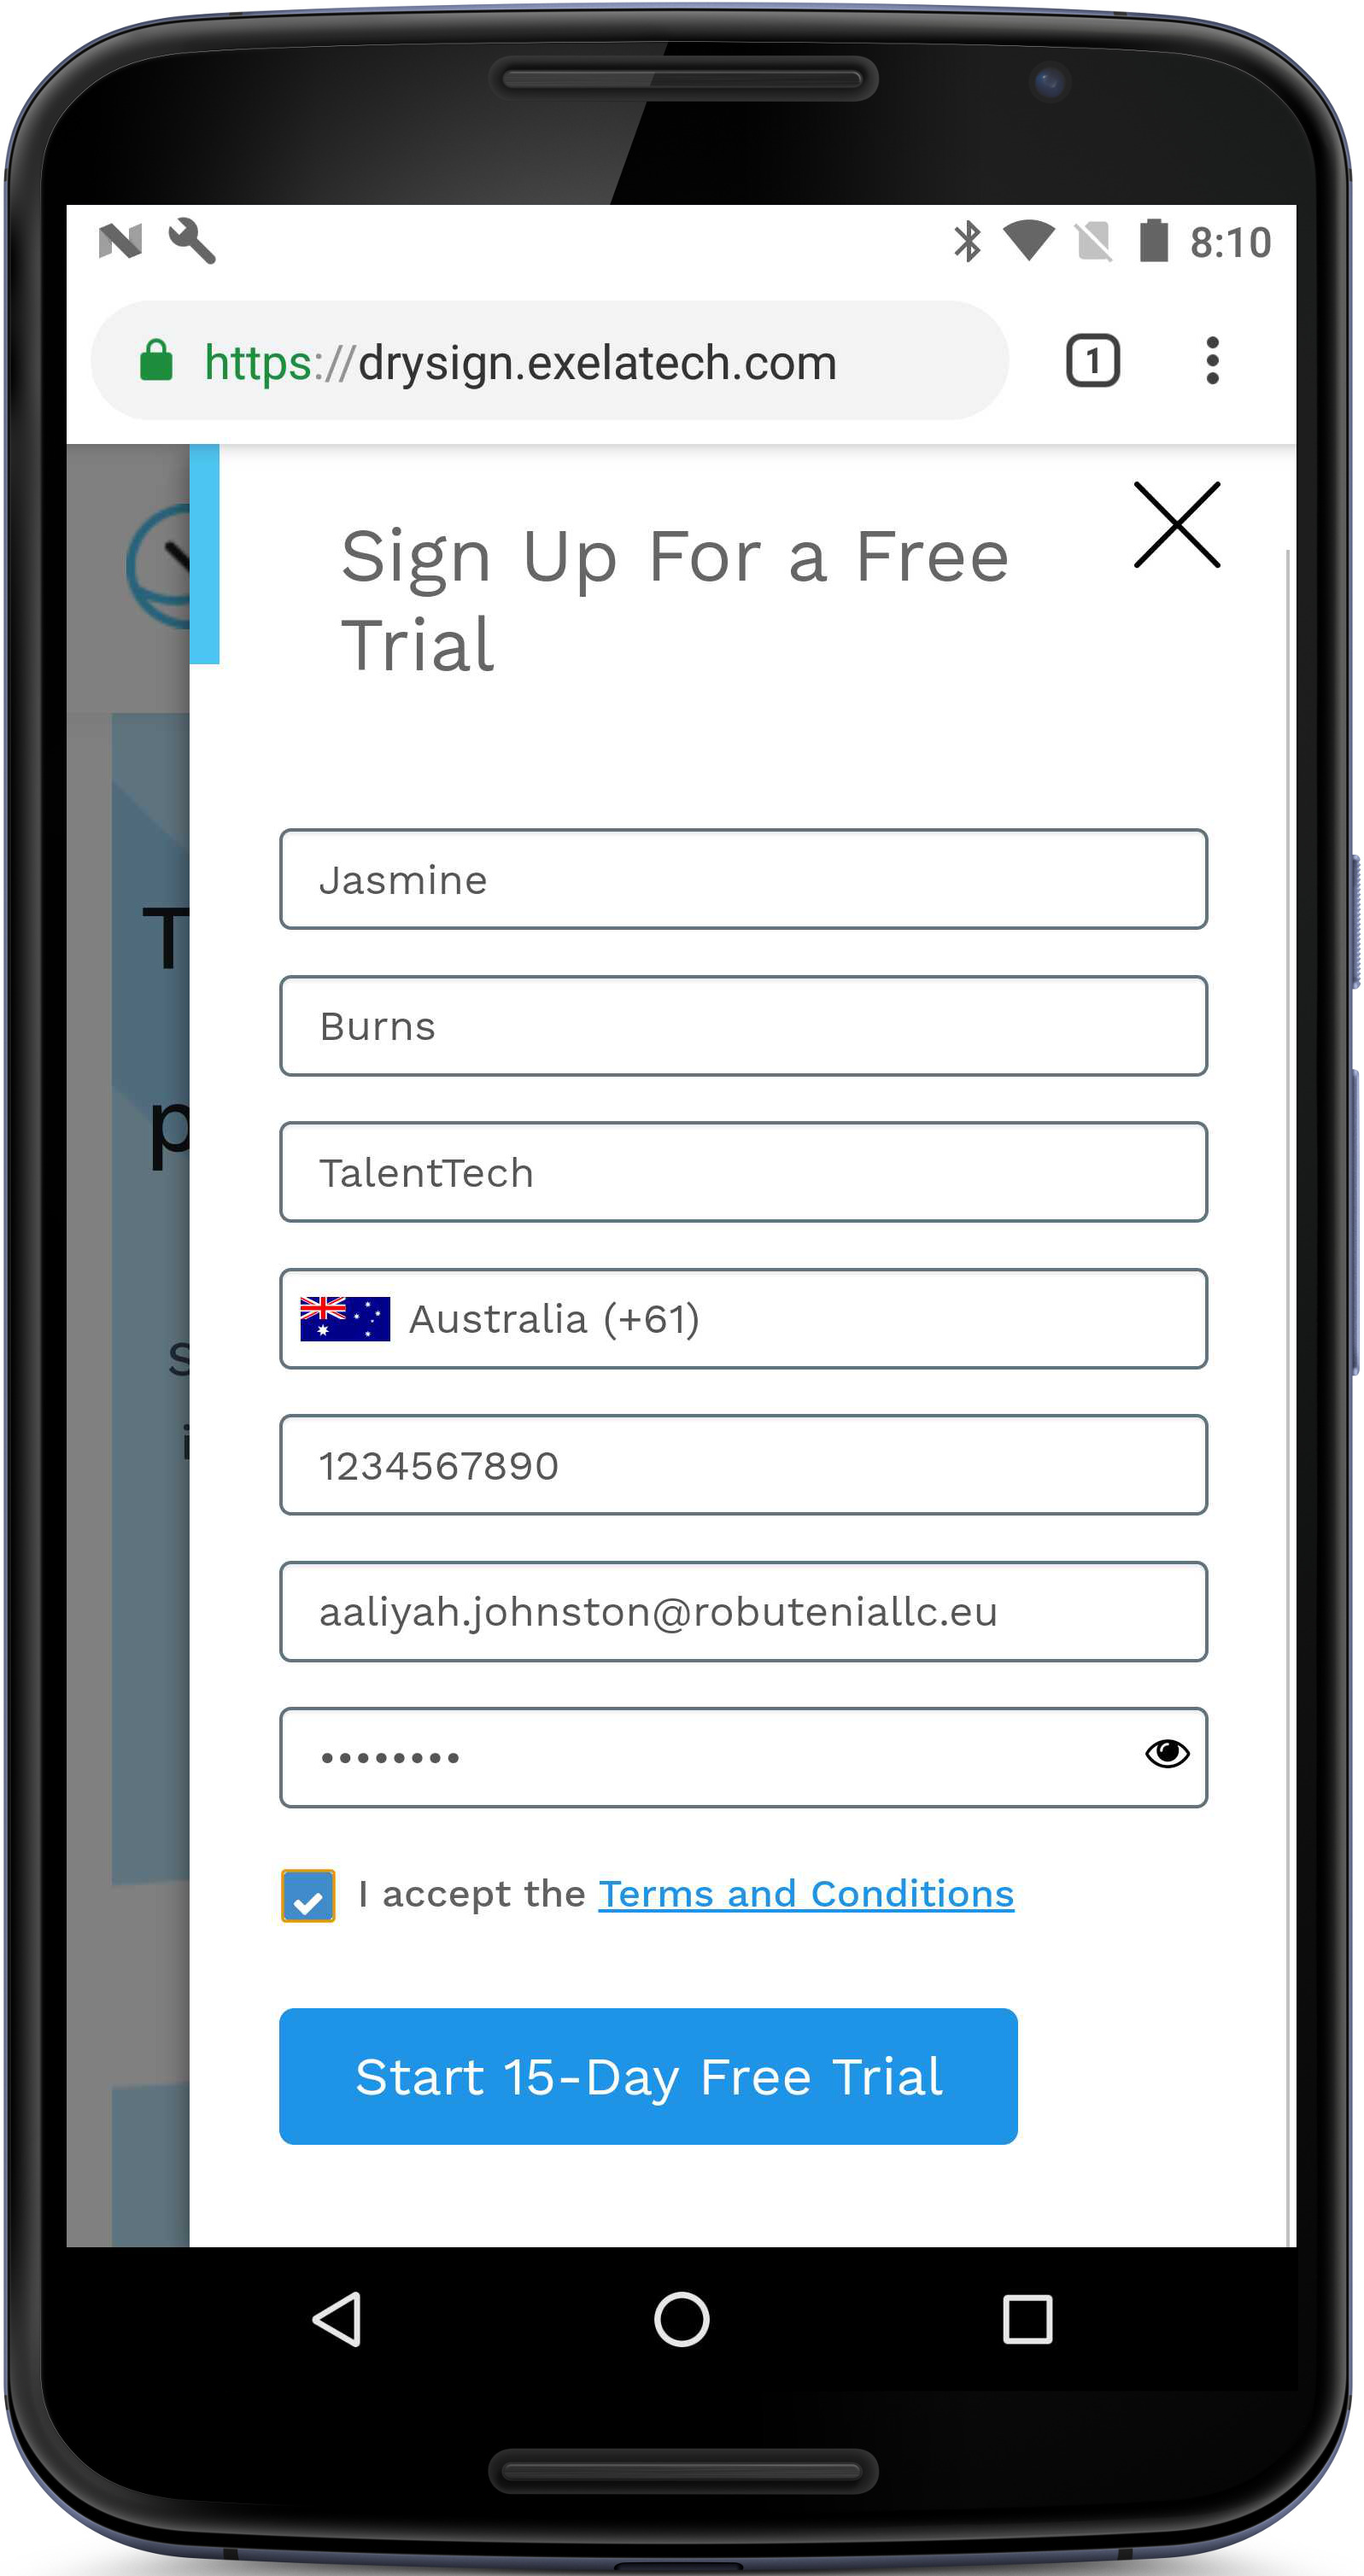 8:10
https://drysign.exelatech.com
1
Sign Up For a Free
Trial
Jasmine
Burns
TalentTech
Australia (+61)
1234567890
aaliyah.johnston@robuteniallc.eu
••••••••
I accept the Terms and Conditions
Start 15-Day Free Trial